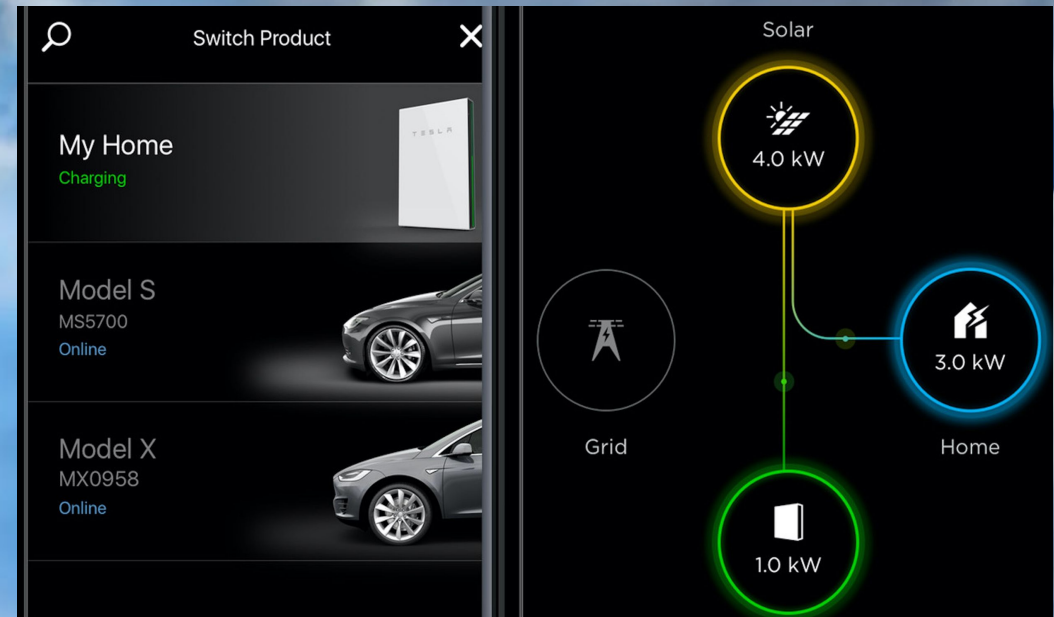 Switch Product
My Home
Charging
TESLA
Model S
MS5700
Online
Model X
MX0958
Online
Solar
4.0 kW
3.0 kW
Grid
Home
1.0 kW